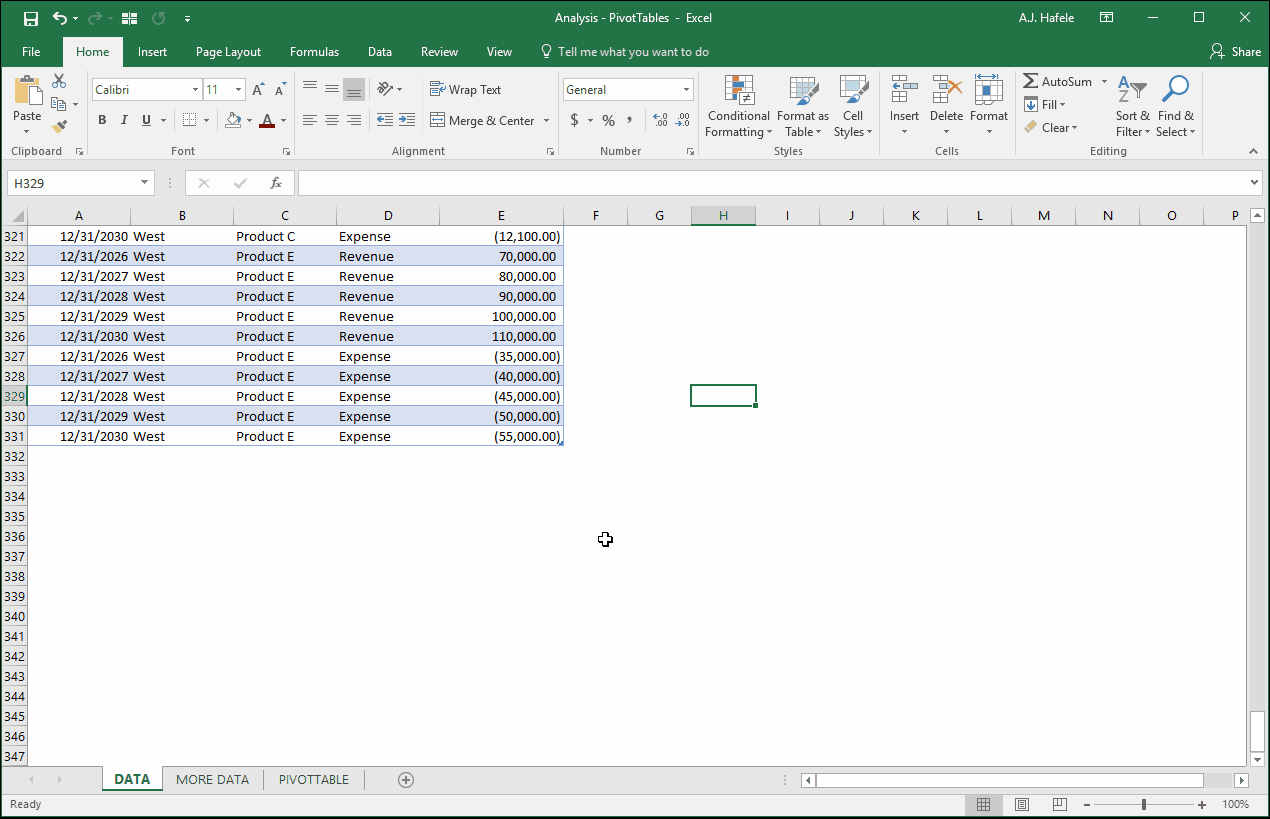 Analysis - PivotTables - Excel A.J. Hafele
File Home Insert Page Layout Formulas Data Review View Tell me what you want to do Share
Calibri 11 Wrap Text General AutoSum
Paste B I U Merge & Center $ % , Conditional Formatting Format as Table Cell Styles Insert Delete Format Fill Clear Sort & Filter Find & Select
Clipboard Font Alignment Number Styles Cells Editing
H329 fx
A B C D E F G H I J K L M N O P
321 12/31/2030 West Product C Expense (12,100.00)
322 12/31/2026 West Product E Revenue 70,000.00
323 12/31/2027 West Product E Revenue 80,000.00
324 12/31/2028 West Product E Revenue 90,000.00
325 12/31/2029 West Product E Revenue 100,000.00
326 12/31/2030 West Product E Revenue 110,000.00
327 12/31/2026 West Product E Expense (35,000.00)
328 12/31/2027 West Product E Expense (40,000.00)
329 12/31/2028 West Product E Expense (45,000.00)
330 12/31/2029 West Product E Expense (50,000.00)
331 12/31/2030 West Product E Expense (55,000.00)
332
333
334
335
336
337
338
339
340
341
342
343
344
345
346
347
DATA MORE DATA PIVOTTABLE
Ready 100%